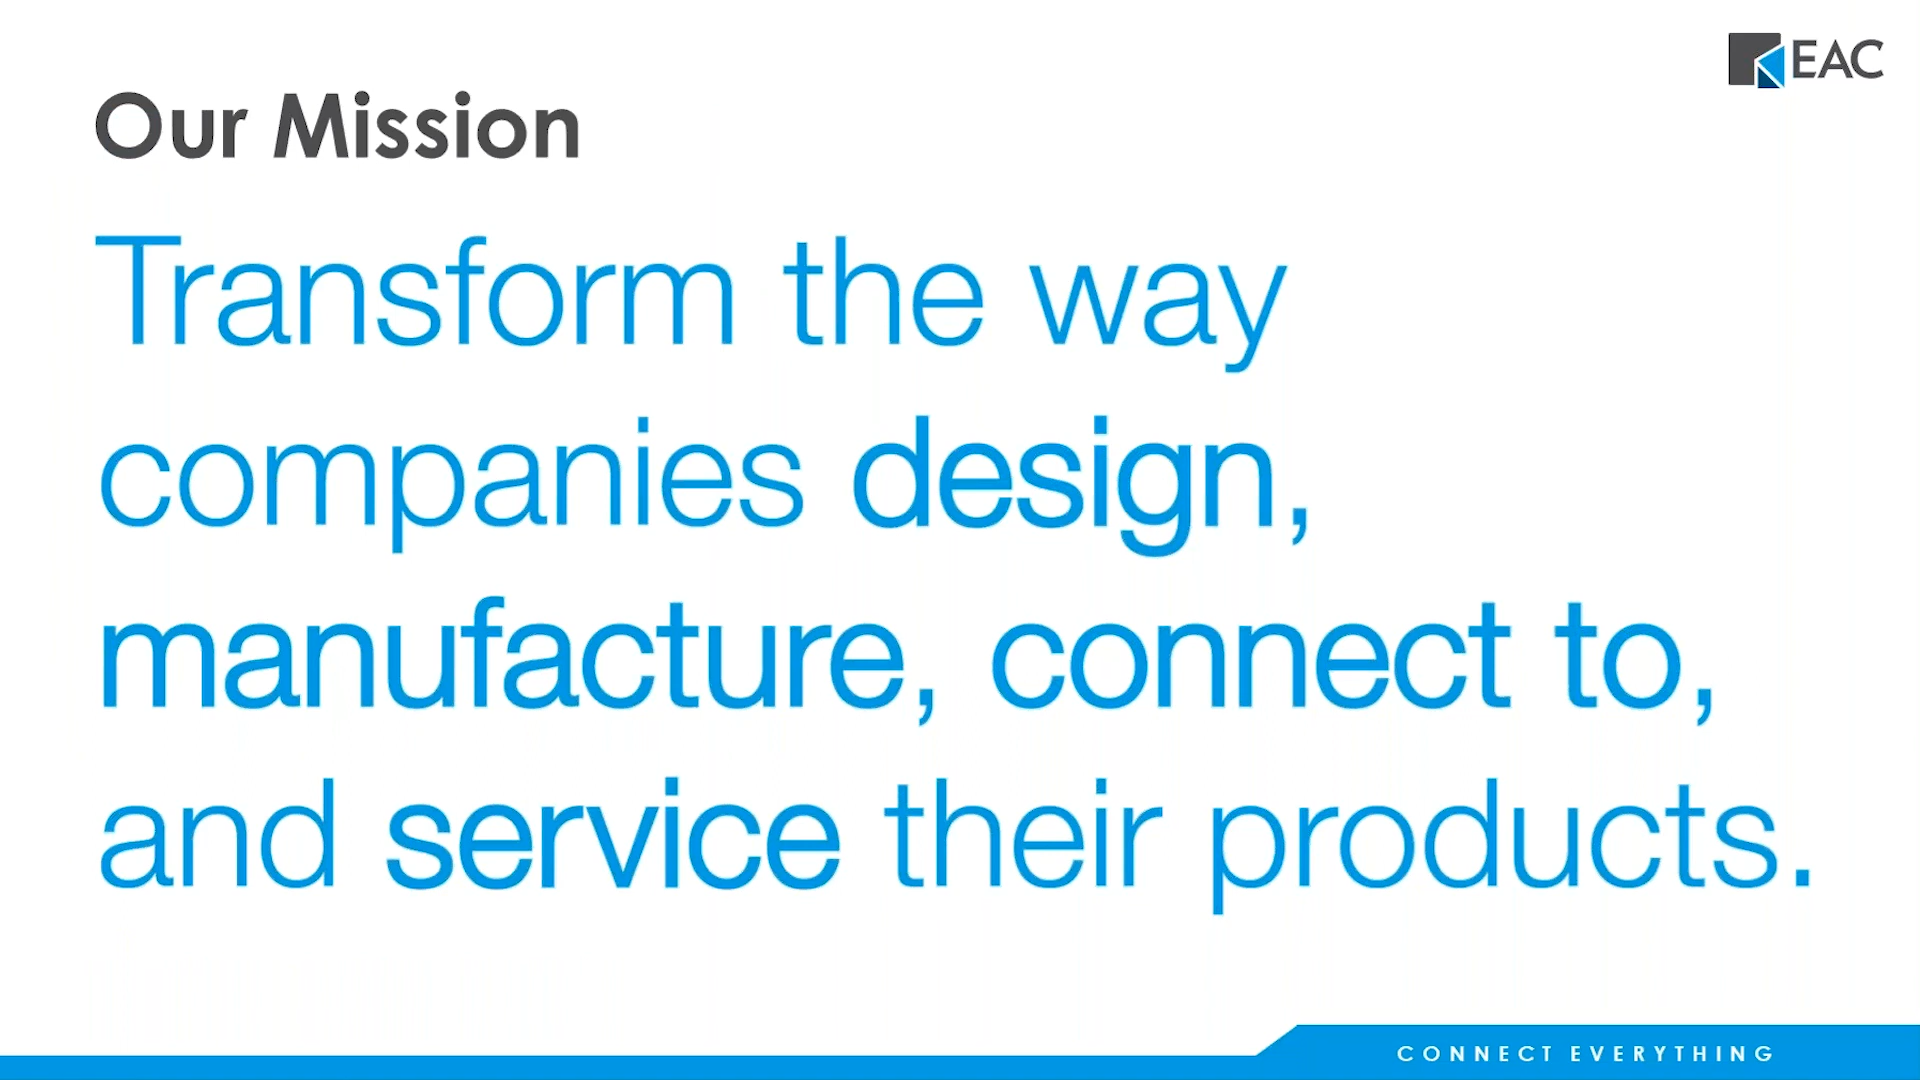 EAC
Our Mission
Transform the way
companies design,
manufacture, connect to,
and service their products.
CONNECT EVERYTHING